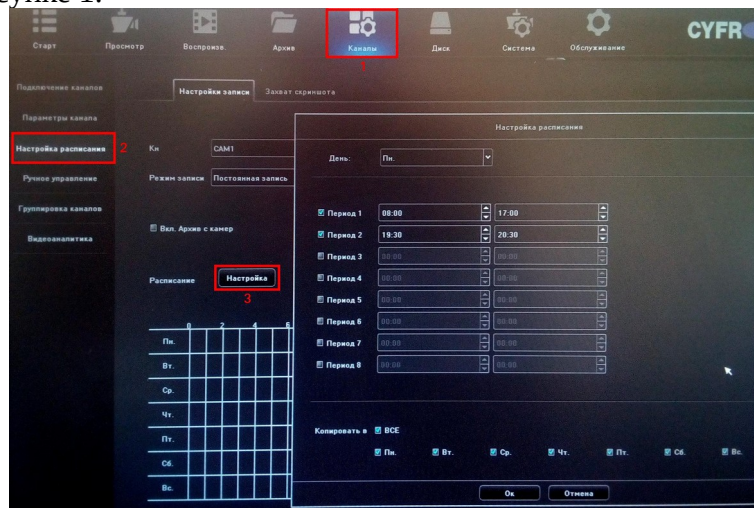 Старт Просмотр Воспроизв. Архив Каналы Диск Система Обслуживание CYFR
1
Подключение каналов
Настройки записи Захват скриншота
Параметры канала
Настройка расписания
2
Кн CAM1
Настройка расписания
День: Пн.
Ручное управление
Режим записи Постоянная запись
Группировка каналов
Период 1 08:00 17:00
Вкл. Архив с камер
Период 2 19:30 20:30
Видеоаналитика
Период 3 00:00 00:00
Расписание Настройка
3
Период 4 00:00 00:00
Период 5 00:00 00:00
Период 6 00:00 00:00
0 2 4 6
Пн.
Период 7 00:00 00:00
Вт.
Период 8 00:00 00:00
Ср.
Чт.
Пт.
Сб.
Вс.
Копировать в ВСЕ
Пн. Вт. Ср. Чт. Пт. Сб. Вс.
Ок Отмена